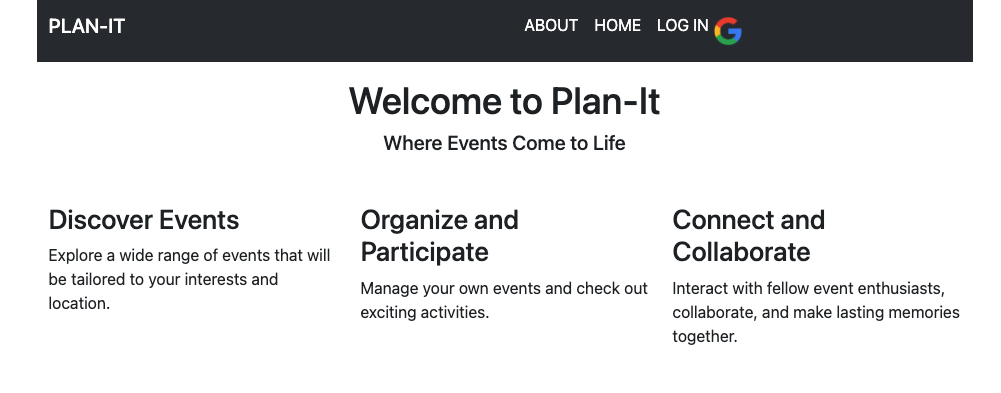 PLAN-IT
ABOUT HOME LOG IN
Welcome to Plan-It
Where Events Come to Life
Discover Events
Explore a wide range of events that will
be tailored to your interests and
location.
Organize and
Participate
Manage your own events and check out
exciting activities.
Connect and
Collaborate
Interact with fellow event enthusiasts,
collaborate, and make lasting memories
together.